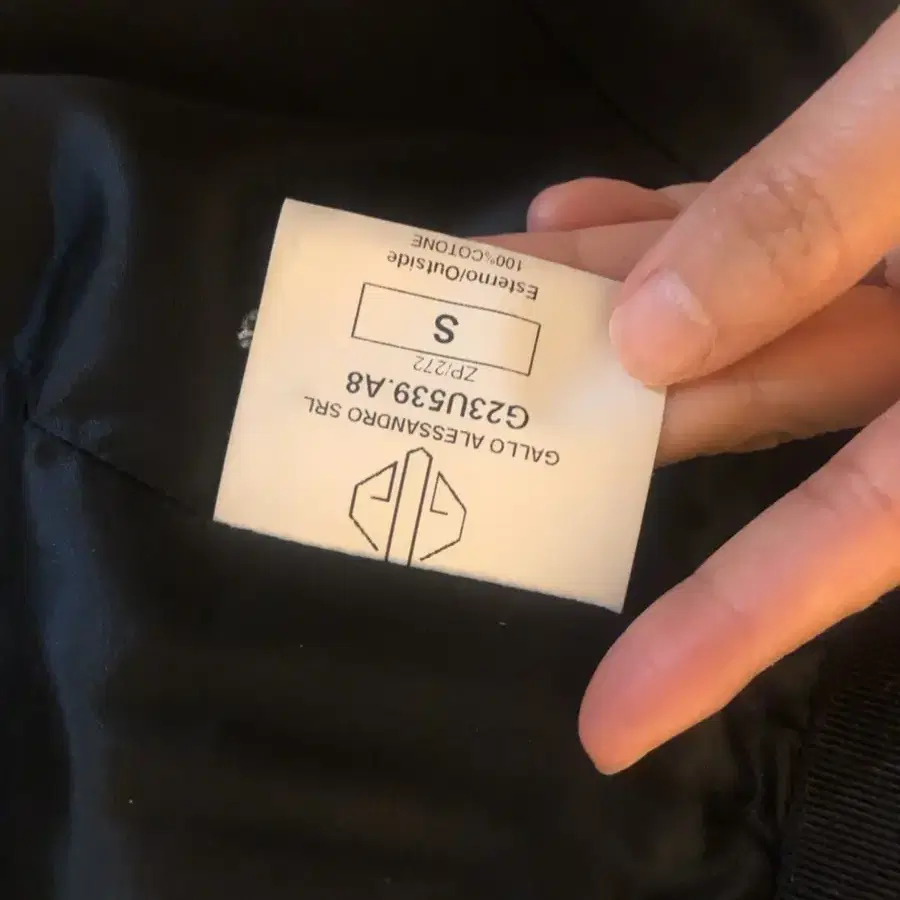 GALLO ALESSANDRO SRL
G23U539.A8
ZP/272
S
Esterno/Outside
100%COTONE